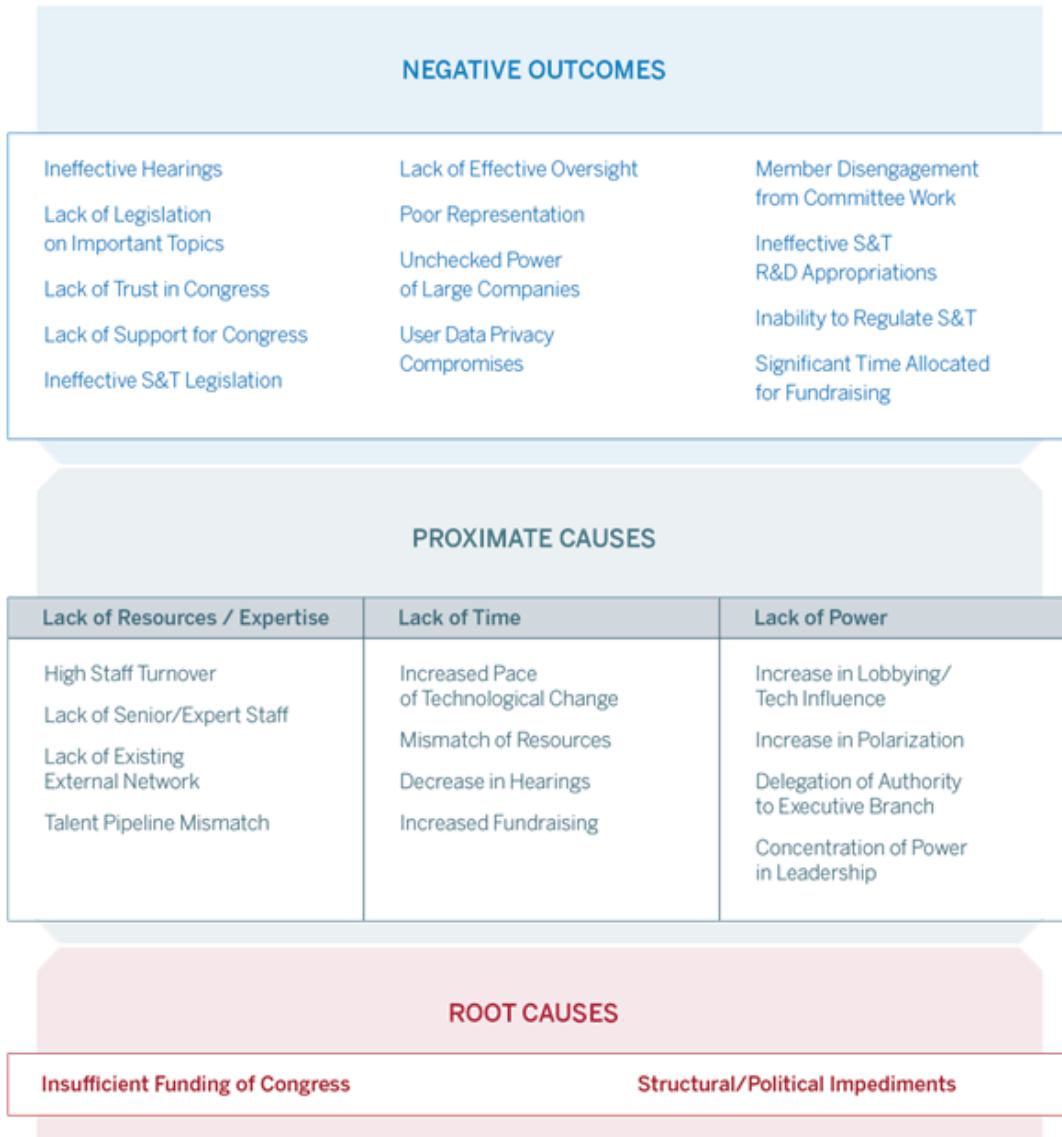 NEGATIVE OUTCOMES
Ineffective Hearings
Lack of Legislation
on Important Topics
Lack of Trust in Congress
Lack of Support for Congress
Ineffective S&T Legislation
Lack of Effective Oversight
Poor Representation
Unchecked Power
of Large Companies
User Data Privacy
Compromises
Member Disengagement
from Committee Work
Ineffective S&T
R&D Appropriations
Inability to Regulate S&T
Significant Time Allocated
for Fundraising
PROXIMATE CAUSES
Lack of Resources / Expertise
High Staff Turnover
Lack of Senior/Expert Staff
Lack of Existing
External Network
Talent Pipeline Mismatch
Lack of Time
Increased Pace
of Technological Change
Mismatch of Resources
Decrease in Hearings
Increased Fundraising
Lack of Power
Increase in Lobbying/
Tech Influence
Increase in Polarization
Delegation of Authority
to Executive Branch
Concentration of Power
in Leadership
ROOT CAUSES
Insufficient Funding of Congress
Structural/Political Impediments